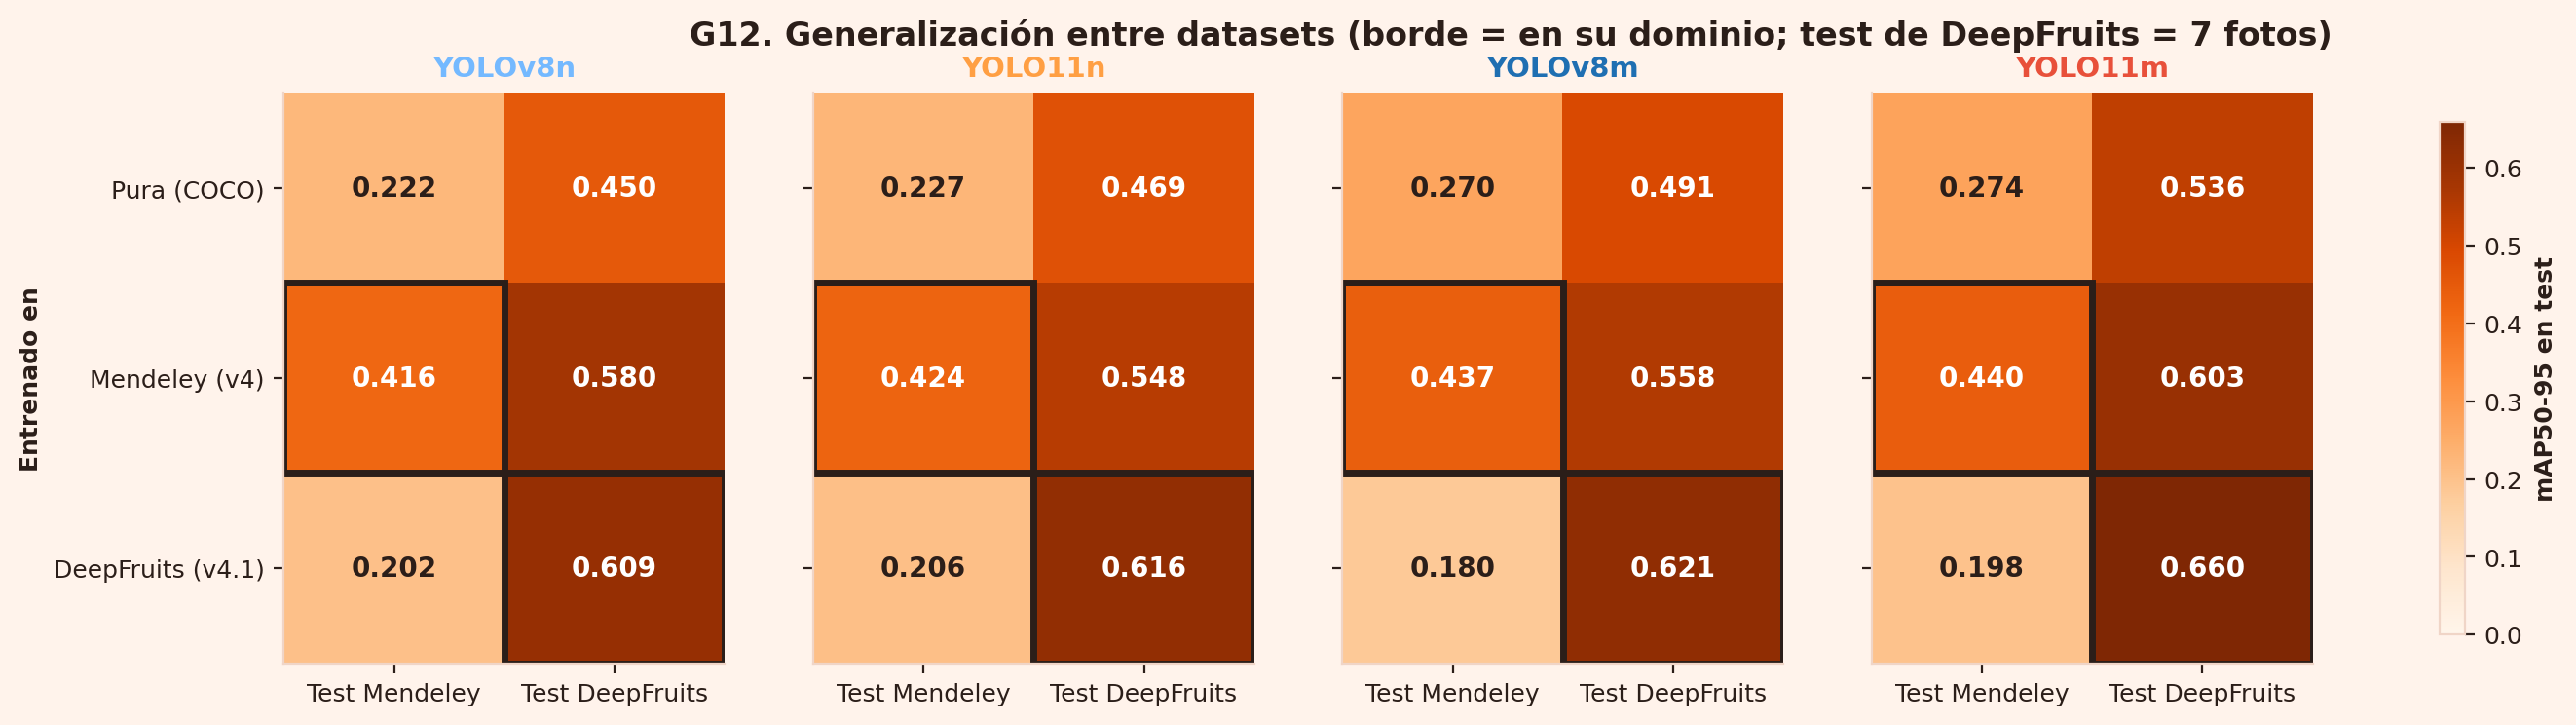 G12. Generalización entre datasets (borde = en su dominio; test de DeepFruits = 7 fotos)
YOLOv8n YOLO11n YOLOv8m YOLO11m
Entrenado en
Pura (COCO) 0.222 0.450 0.227 0.469 0.270 0.491 0.274 0.536
Mendeley (v4) 0.416 0.580 0.424 0.548 0.437 0.558 0.440 0.603
DeepFruits (v4.1) 0.202 0.609 0.206 0.616 0.180 0.621 0.198 0.660
Test Mendeley Test DeepFruits Test Mendeley Test DeepFruits Test Mendeley Test DeepFruits Test Mendeley Test DeepFruits
0.6
0.5
0.4
0.3
0.2
0.1
0.0
mAP50-95 en test